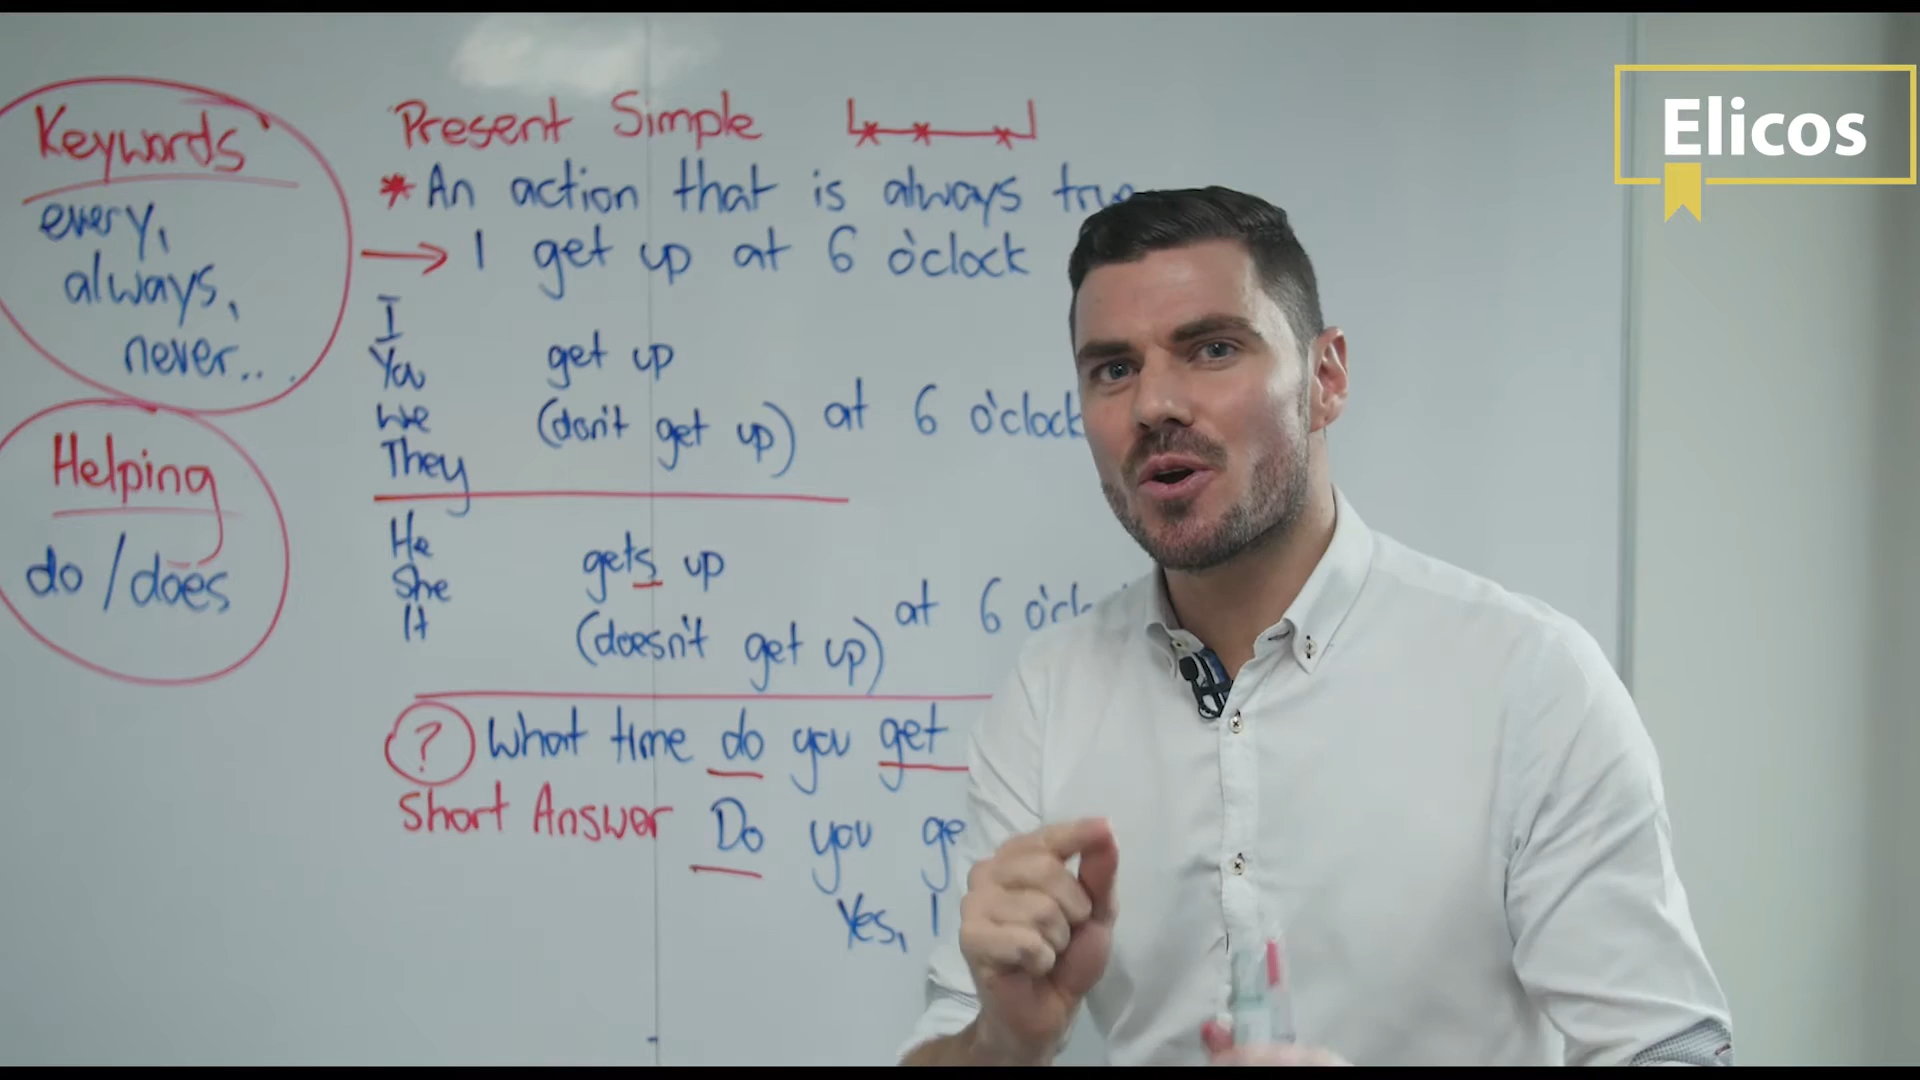 Keywords
every,
always,
never...
Helping
do/does
Present Simple
* An action that is always true
→ I get up at 6 o'clock
I
You
We
They
get up
(don't get up) at 6 o'clock
He
She
It
gets up
(doesn't get up) at 6
? What time do you get
Short Answer Do you
Yes, I
Elicos